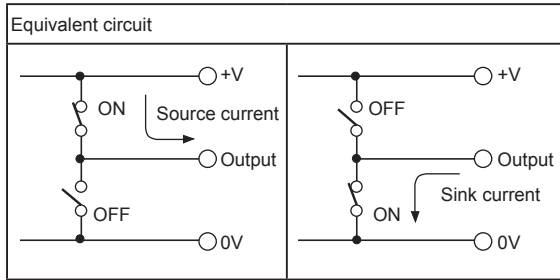 Equivalent circuit
+V
ON
Source current
Output
OFF
0V
+V
OFF
Output
Sink current
ON
0V